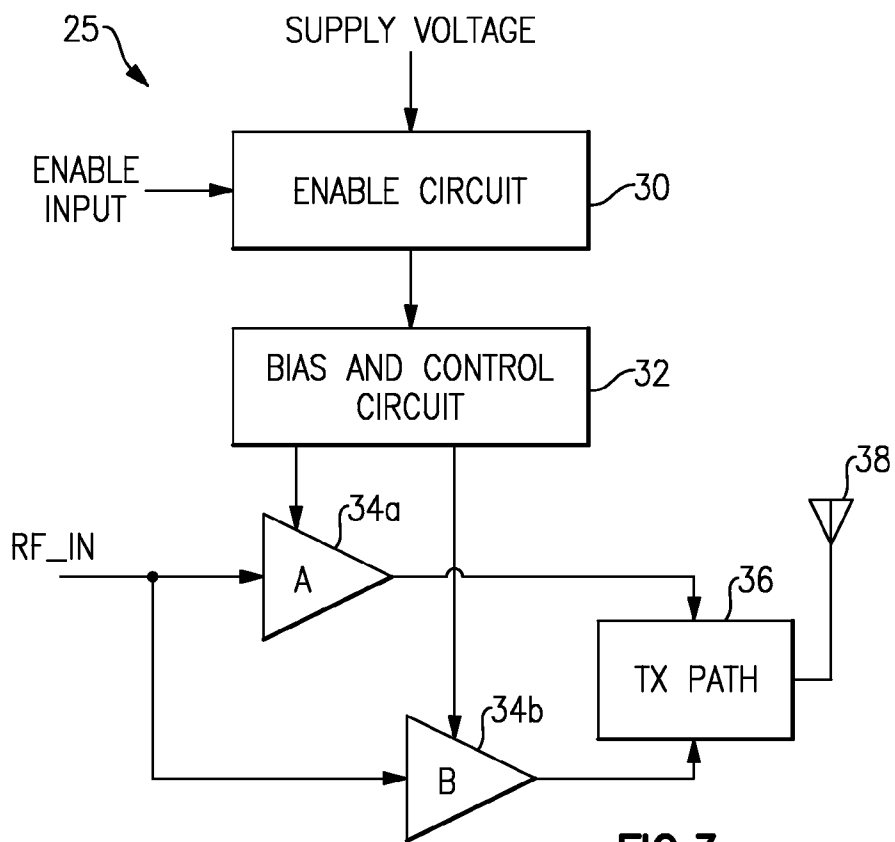 25
SUPPLY VOLTAGE
ENABLE
INPUT
ENABLE CIRCUIT
30
BIAS AND CONTROL
CIRCUIT
32
38
34a
RF_IN
A
36
TX PATH
34b
B